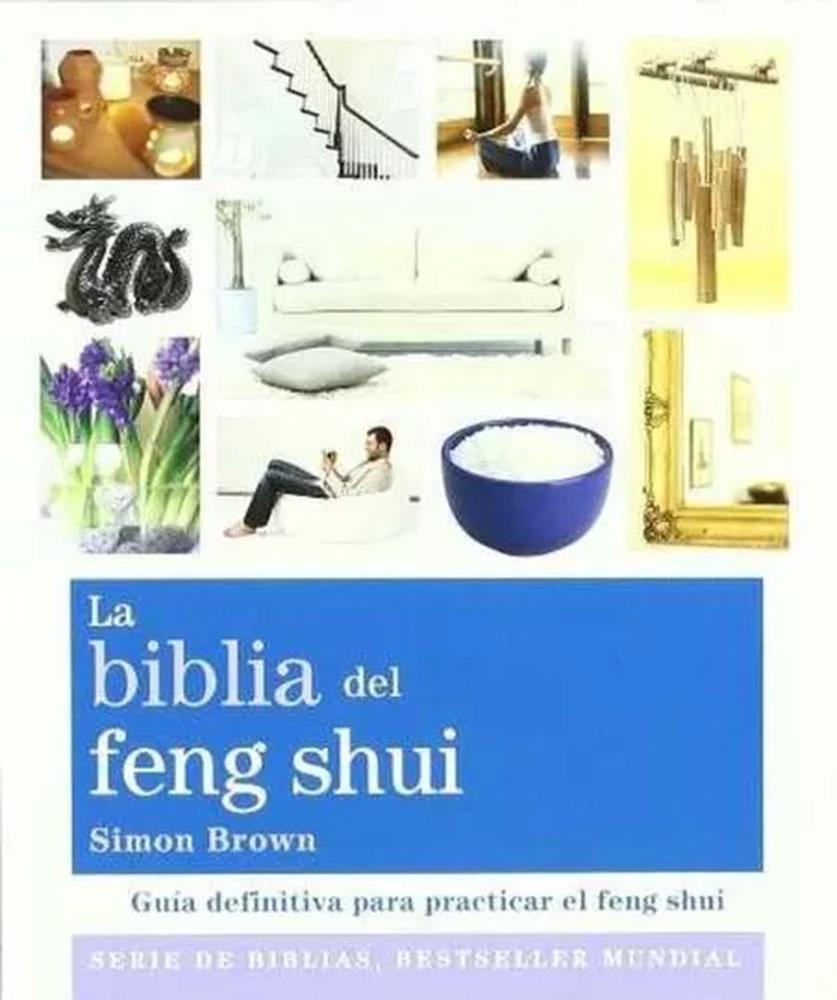 La
biblia del
feng shui
Simon Brown
Guía definitiva para practicar el feng shui
SERIE DE BIBLIAS, BESTSELLER MUNDIAL